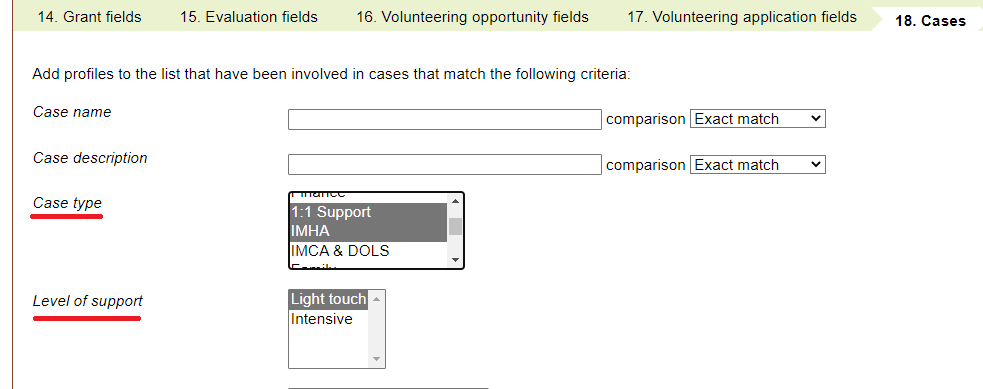 14. Grant fields 15. Evaluation fields 16. Volunteering opportunity fields 17. Volunteering application fields 18. Cases
Add profiles to the list that have been involved in cases that match the following criteria:
Case name comparison Exact match
Case description comparison Exact match
Case type
Finance
1:1 Support
IMHA
IMCA & DOLS
Family
Level of support
Light touch
Intensive